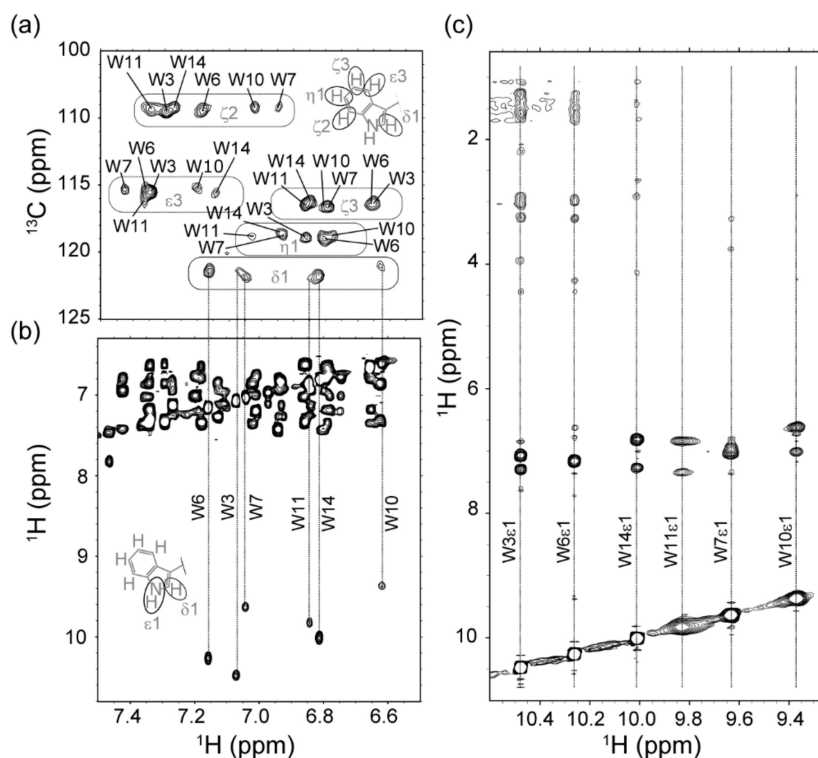 (a)
100
105
110
115
120
125
¹³C (ppm)
W11
W3
W14
W6
W10
W7
ζ2
ζ3
H
H
ε3
η1
H
H
ζ2
N
H
H
δ1
W7
W6
W3
W10
W14
W11
ε3
W14
W10
W6
W11
W7
W3
ζ3
W3
W14
W11
W10
W7
W6
η1
δ1
(b)
7
8
9
10
¹H (ppm)
W6
W3
W7
W11
W14
W10
H
H
H
H
N
H
H
ε1
δ1
7.4
7.2
7.0
6.8
6.6
¹H (ppm)
(c)
2
4
6
8
10
¹H (ppm)
W3ε1
W6ε1
W14ε1
W11ε1
W7ε1
W10ε1
10.4
10.2
10.0
9.8
9.6
9.4
¹H (ppm)